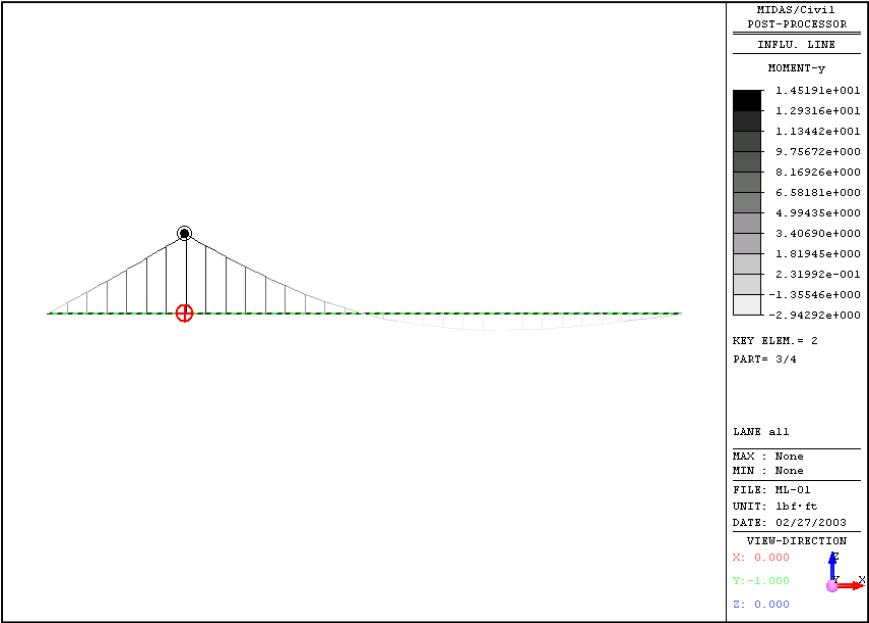 MIDAS/Civil
POST-PROCESSOR
INFLU. LINE
MOMENT-y
1.45191e+001
1.29316e+001
1.13442e+001
9.75672e+000
8.16926e+000
6.58181e+000
4.99435e+000
3.40690e+000
1.81945e+000
2.31992e-001
-1.35546e+000
-2.94292e+000
KEY ELEM.= 2
PART= 3/4
LANE all
MAX : None
MIN : None
FILE: ML-01
UNIT: lbf·ft
DATE: 02/27/2003
VIEW-DIRECTION
X: 0.000
Y:-1.000
Z: 0.000
Z
Y
X